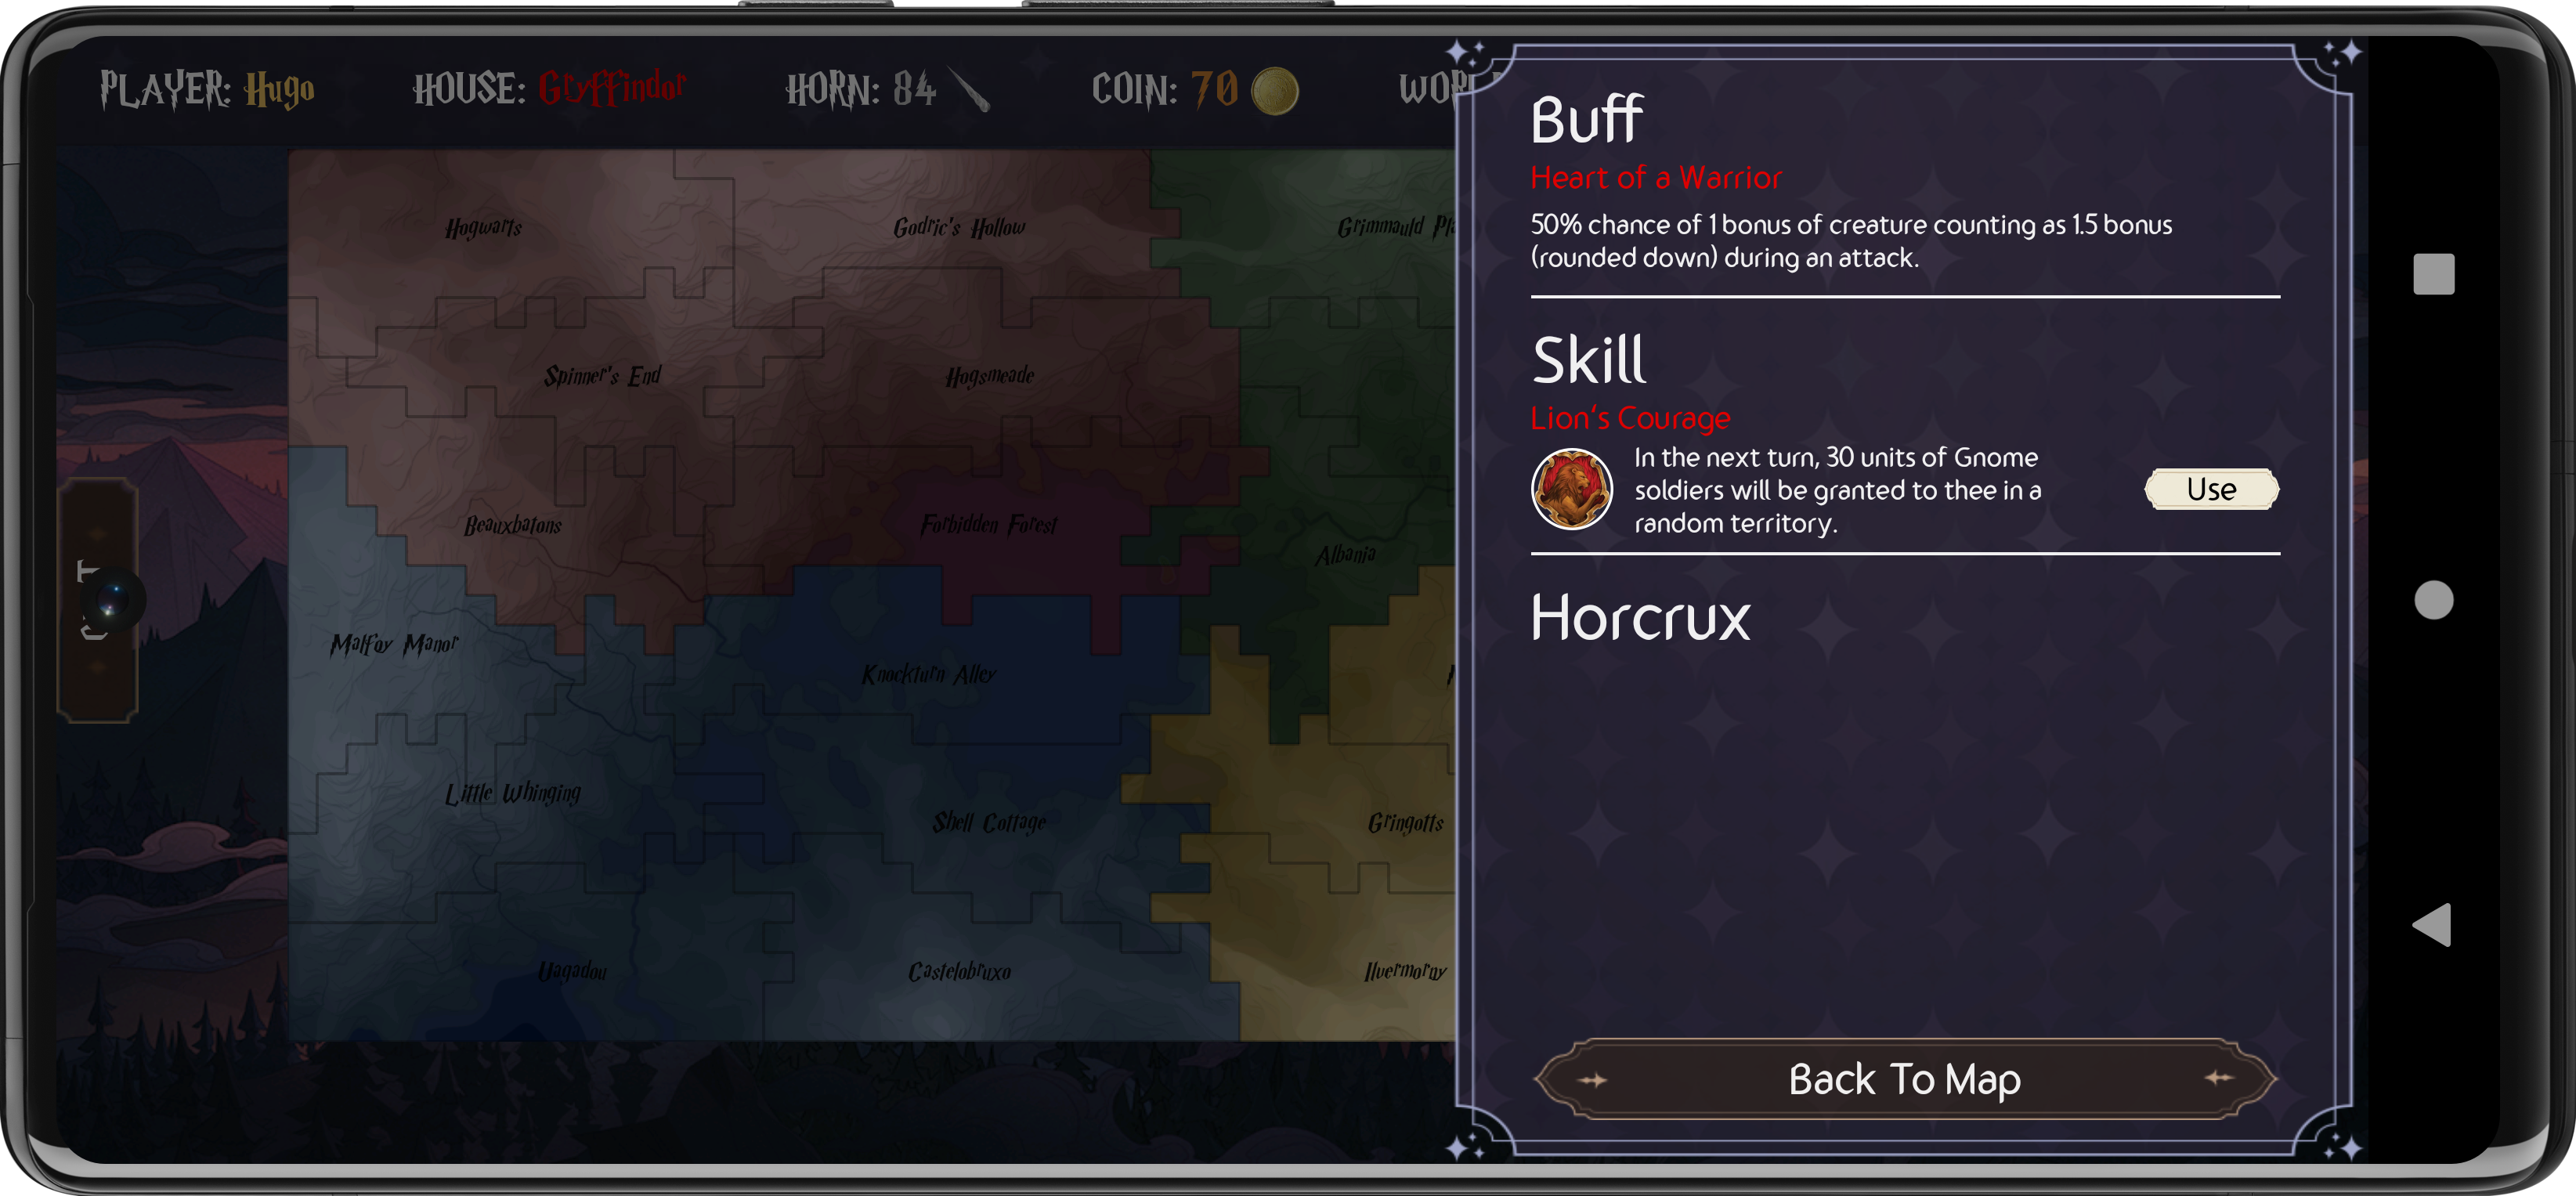 PLAYER: Hugo HOUSE: Gryffindor HORN: 84 COIN: 70
Buff
Heart of a Warrior
50% chance of 1 bonus of creature counting as 1.5 bonus
(rounded down) during an attack.
Skill
Lion's Courage
In the next turn, 30 units of Gnome
soldiers will be granted to thee in a
random territory.
Use
Horcrux
Back To Map
Hogwarts
Godric's Hollow
Grimmauld
Spinner's End
Hogsmeade
Beauxbatons
Forbidden Forest
Albania
Malfoy Manor
Knockturn Alley
Little Whinging
Shell Cottage
Gringotts
Uagadou
Castelobruxo
Ilvermorny